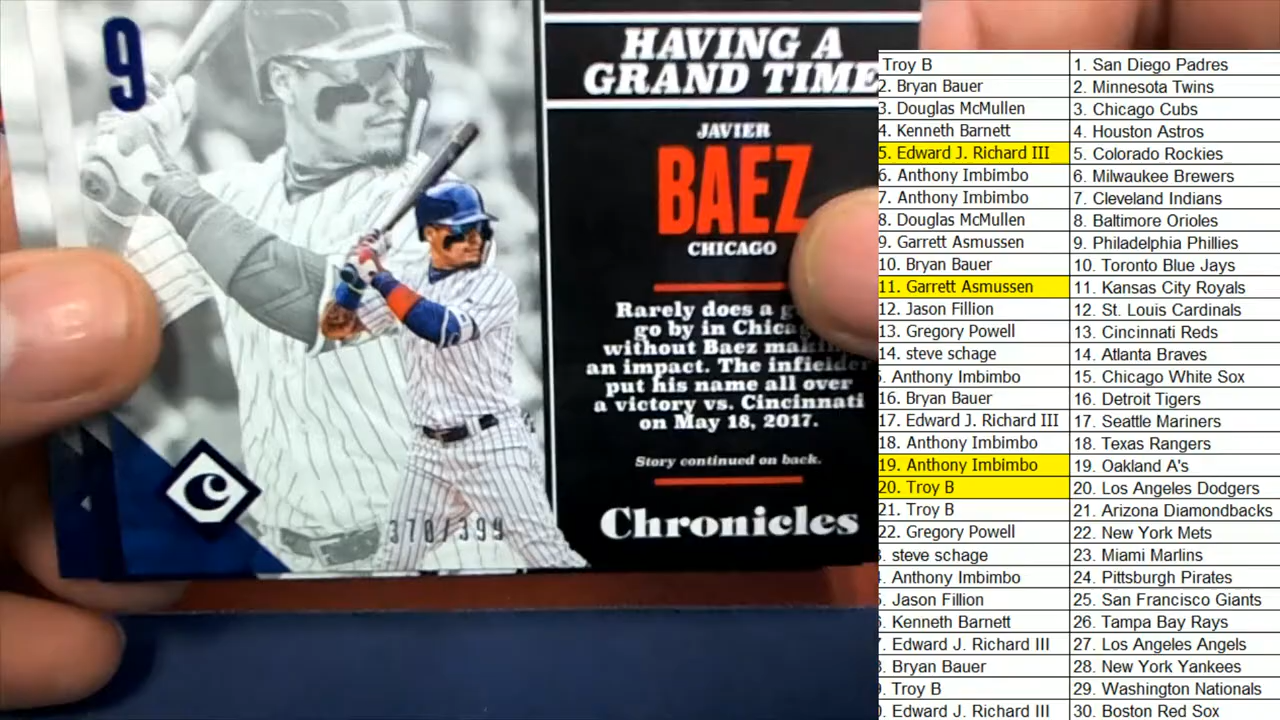 9
HAVING A
GRAND TIME
JAVIER
BAEZ
CHICAGO
Rarely does a
go by in
without Baez
an impact. The infielder
put his name all over
a victory vs. Cincinnati
on May 18, 2017.
Story continued on back.
C
Chronicles
370/399
Troy B 1. San Diego Padres
2. Bryan Bauer 2. Minnesota Twins
3. Douglas McMullen 3. Chicago Cubs
4. Kenneth Barnett 4. Houston Astros
5. Edward J. Richard III 5. Colorado Rockies
6. Anthony Imbimbo 6. Milwaukee Brewers
7. Anthony Imbimbo 7. Cleveland Indians
8. Douglas McMullen 8. Baltimore Orioles
9. Garrett Asmussen 9. Philadelphia Phillies
10. Bryan Bauer 10. Toronto Blue Jays
11. Garrett Asmussen 11. Kansas City Royals
12. Jason Fillion 12. St. Louis Cardinals
13. Gregory Powell 13. Cincinnati Reds
14. steve schage 14. Atlanta Braves
. Anthony Imbimbo 15. Chicago White Sox
16. Bryan Bauer 16. Detroit Tigers
17. Edward J. Richard III 17. Seattle Mariners
18. Anthony Imbimbo 18. Texas Rangers
19. Anthony Imbimbo 19. Oakland A's
20. Troy B 20. Los Angeles Dodgers
21. Troy B 21. Arizona Diamondbacks
22. Gregory Powell 22. New York Mets
. steve schage 23. Miami Marlins
. Anthony Imbimbo 24. Pittsburgh Pirates
. Jason Fillion 25. San Francisco Giants
. Kenneth Barnett 26. Tampa Bay Rays
. Edward J. Richard III 27. Los Angeles Angels
. Bryan Bauer 28. New York Yankees
. Troy B 29. Washington Nationals
. Edward J. Richard III 30. Boston Red Sox